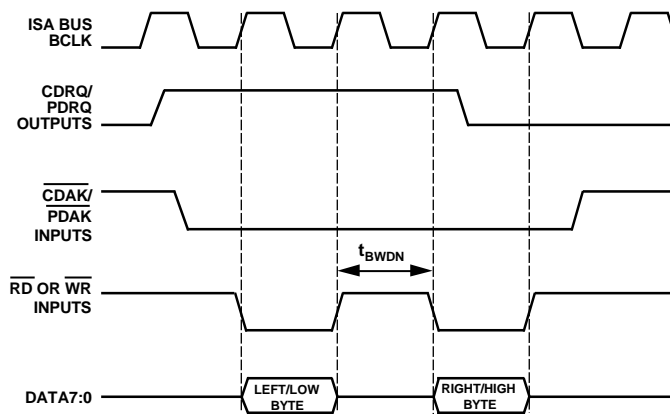 ISA BUS
BCLK
CDRQ/
PDRQ
OUTPUTS
CDAK/
PDAK
INPUTS
tBWDN
RD OR WR
INPUTS
DATA7:0
LEFT/LOW
BYTE
RIGHT/HIGH
BYTE